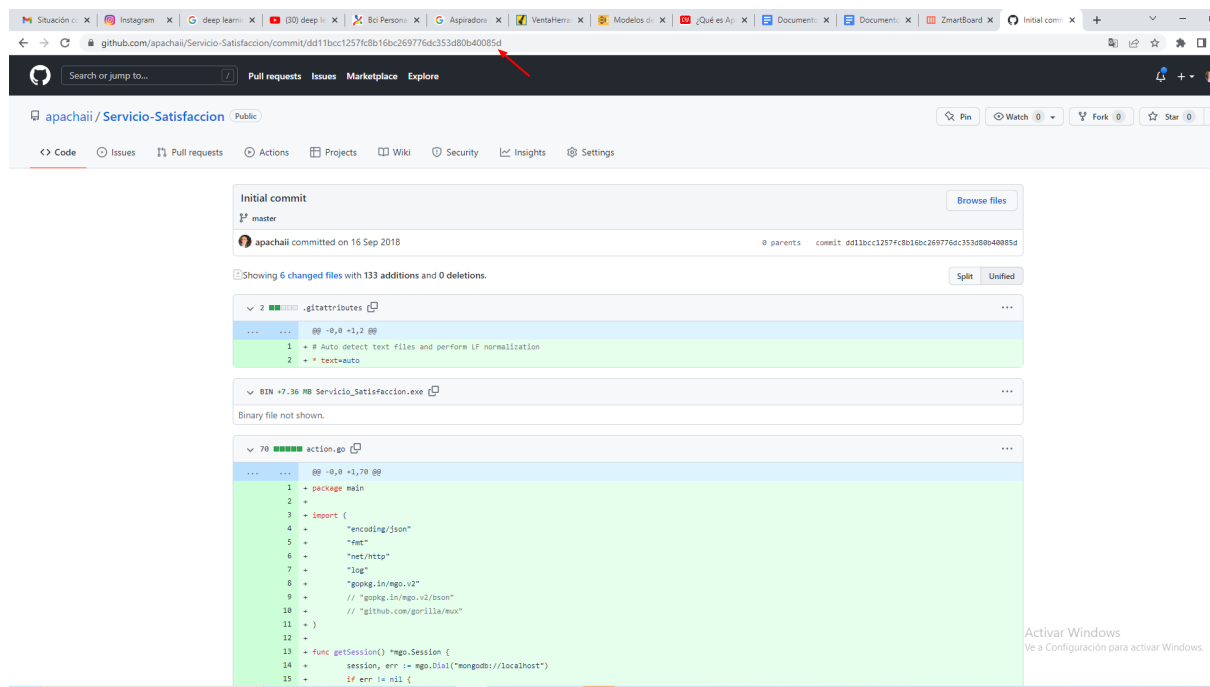 Situación co Instagram deep learni (30) deep le Bci Persona Aspiradora VentaHerra Modelos de ¿Qué es Ap Documento Documento ZmartBoard Initial comm
github.com/apachaii/Servicio-Satisfaccion/commit/dd11bcc1257fc8b16bc269776dc353d80b40085d
Search or jump to... / Pull requests Issues Marketplace Explore
apachaii / Servicio-Satisfaccion Public Pin Watch 0 Fork 0 Star 0
<> Code Issues Pull requests Actions Projects Wiki Security Insights Settings
Initial commit Browse files
master
apachaii committed on 16 Sep 2018 0 parents commit dd11bcc1257fc8b16bc269776dc353d80b40085d
Showing 6 changed files with 133 additions and 0 deletions. Split Unified
2 .gitattributes ...
... ... @@ -0,0 +1,2 @@
1 + # Auto detect text files and perform LF normalization
2 + * text=auto
BIN +7.36 MB Servicio_Satisfaccion.exe ...
Binary file not shown.
70 action.go ...
... ... @@ -0,0 +1,70 @@
1 + package main
2 +
3 + import (
4 + "encoding/json"
5 + "fmt"
6 + "net/http"
7 + "log"
8 + "gopkg.in/mgo.v2"
9 + // "gopkg.in/mgo.v2/bson"
10 + // "github.com/gorilla/mux"
11 + )
12 +
13 + func getSession() *mgo.Session {
14 + session, err := mgo.Dial("mongodb://localhost")
15 + if err != nil {
Activar Windows
Ve a Configuración para activar Windows.